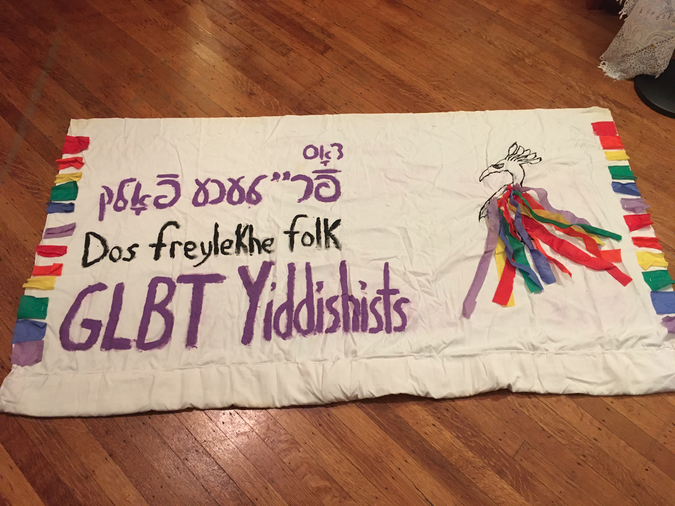 דאָס
פֿריילעכע פֿאָלק
Dos freylekhe folk
GLBT Yiddishists